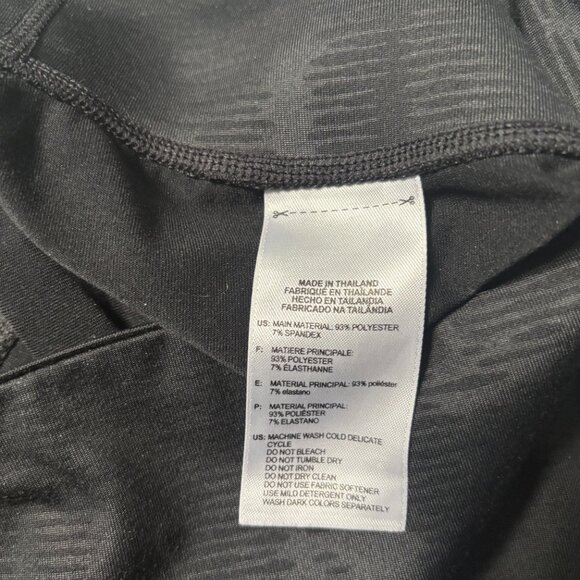 MADE IN THAILAND
FABRIQUÉ EN THAÏLANDE
HECHO EN TAILANDIA
FABRICADO NA TAILÂNDIA
US: MAIN MATERIAL: 93% POLYESTER
7% SPANDEX
F: MATIERE PRINCIPALE:
93% POLYESTER
7% ÉLASTHANNE
E: MATERIAL PRINCIPAL: 93% poliéster
7% elastano
P: MATERIAL PRINCIPAL:
93% POLIÉSTER
7% ELASTANO
US: MACHINE WASH COLD DELICATE
CYCLE
DO NOT BLEACH
DO NOT TUMBLE DRY
DO NOT IRON
DO NOT DRY CLEAN
DO NOT USE FABRIC SOFTENER
USE MILD DETERGENT ONLY
WASH DARK COLORS SEPARATELY